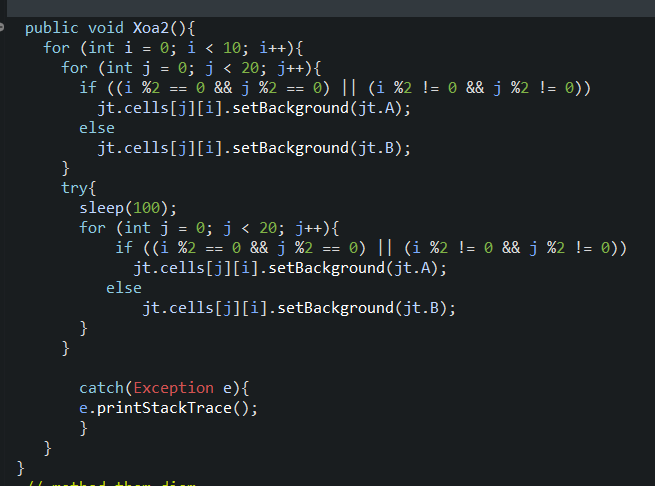 public void Xoa2(){
for (int i = 0; i < 10; i++){
for (int j = 0; j < 20; j++){
if ((i %2 == 0 && j %2 == 0) || (i %2 != 0 && j %2 != 0))
jt.cells[j][i].setBackground(jt.A);
else
jt.cells[j][i].setBackground(jt.B);
}
try{
sleep(100);
for (int j = 0; j < 20; j++){
if ((i %2 == 0 && j %2 == 0) || (i %2 != 0 && j %2 != 0))
jt.cells[j][i].setBackground(jt.A);
else
jt.cells[j][i].setBackground(jt.B);
}
}
catch(Exception e){
e.printStackTrace();
}
}
}
// method them diem